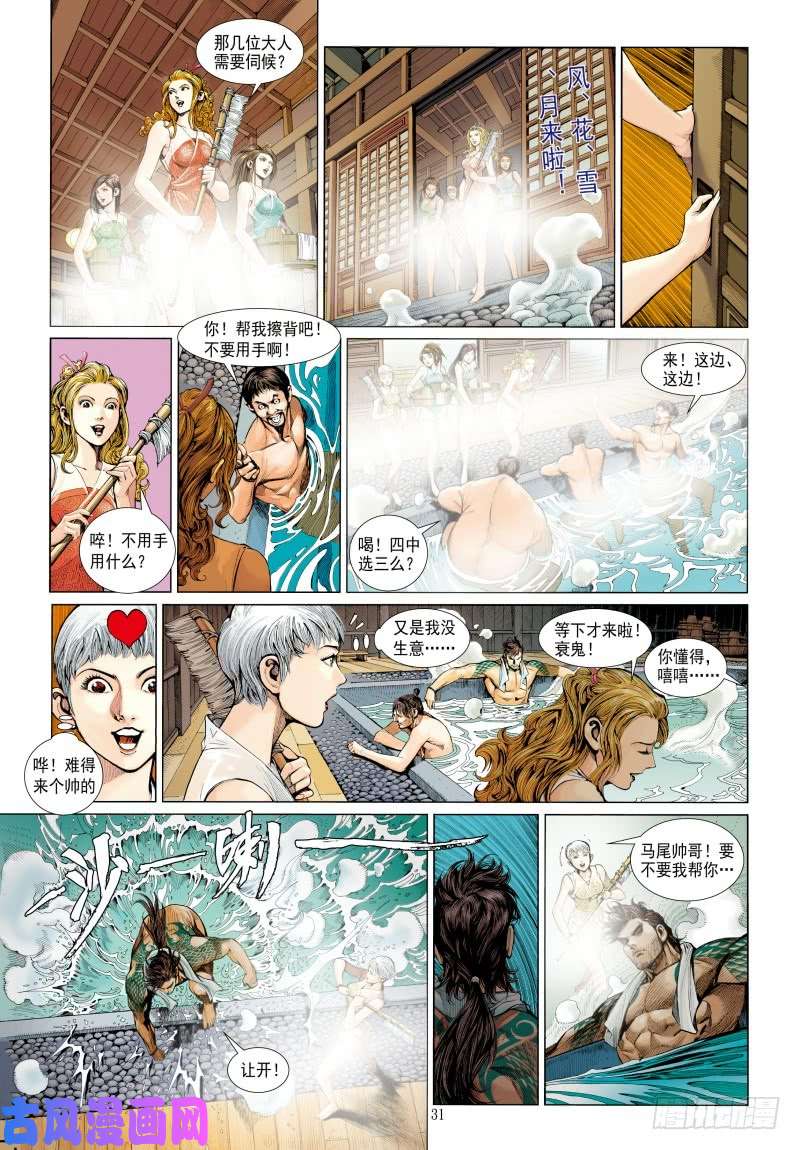 那几位大人
需要伺候？
风、花、雪
、月来啦！
你！帮我擦背吧！
不要用手啊！
啐！不用手
用什么？
来！这边、
这边！
喝！四中
选三么？
哗！难得
来个帅的
又是我没
生意……
等下才来啦！
衰鬼！
你懂得，
嘻嘻……
沙一喇一
让开！
马尾帅哥！要
不要我帮你…
31
古风漫画网